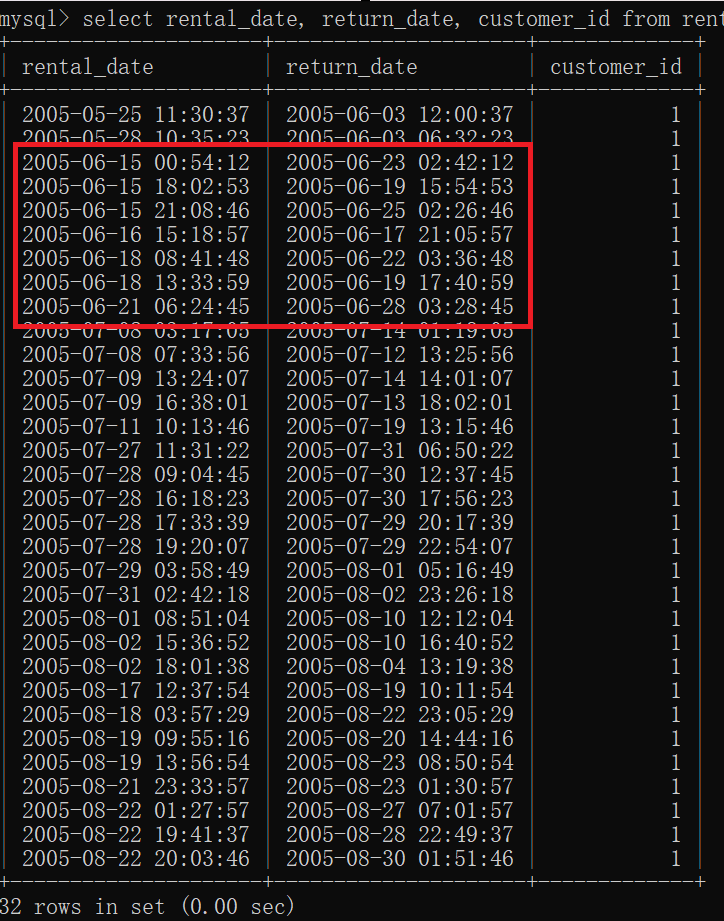 mysql> select rental_date, return_date, customer_id from rent
| rental_date | return_date | customer_id |
| 2005-05-25 11:30:37 | 2005-06-03 12:00:37 | 1 |
| 2005-05-28 10:35:23 | 2005-06-03 06:32:23 | 1 |
| 2005-06-15 00:54:12 | 2005-06-23 02:42:12 | 1 |
| 2005-06-15 18:02:53 | 2005-06-19 15:54:53 | 1 |
| 2005-06-15 21:08:46 | 2005-06-25 02:26:46 | 1 |
| 2005-06-16 15:18:57 | 2005-06-17 21:05:57 | 1 |
| 2005-06-18 08:41:48 | 2005-06-22 03:36:48 | 1 |
| 2005-06-18 13:33:59 | 2005-06-19 17:40:59 | 1 |
| 2005-06-21 06:24:45 | 2005-06-28 03:28:45 | 1 |
| 2005-07-08 03:17:05 | 2005-07-14 01:19:05 | 1 |
| 2005-07-08 07:33:56 | 2005-07-12 13:25:56 | 1 |
| 2005-07-09 13:24:07 | 2005-07-14 14:01:07 | 1 |
| 2005-07-09 16:38:01 | 2005-07-13 18:02:01 | 1 |
| 2005-07-11 10:13:46 | 2005-07-19 13:15:46 | 1 |
| 2005-07-27 11:31:22 | 2005-07-31 06:50:22 | 1 |
| 2005-07-28 09:04:45 | 2005-07-30 12:37:45 | 1 |
| 2005-07-28 16:18:23 | 2005-07-30 17:56:23 | 1 |
| 2005-07-28 17:33:39 | 2005-07-29 20:17:39 | 1 |
| 2005-07-28 19:20:07 | 2005-07-29 22:54:07 | 1 |
| 2005-07-29 03:58:49 | 2005-08-01 05:16:49 | 1 |
| 2005-07-31 02:42:18 | 2005-08-02 23:26:18 | 1 |
| 2005-08-01 08:51:04 | 2005-08-10 12:12:04 | 1 |
| 2005-08-02 15:36:52 | 2005-08-10 16:40:52 | 1 |
| 2005-08-02 18:01:38 | 2005-08-04 13:19:38 | 1 |
| 2005-08-17 12:37:54 | 2005-08-19 10:11:54 | 1 |
| 2005-08-18 03:57:29 | 2005-08-22 23:05:29 | 1 |
| 2005-08-19 09:55:16 | 2005-08-20 14:44:16 | 1 |
| 2005-08-19 13:56:54 | 2005-08-23 08:50:54 | 1 |
| 2005-08-21 23:33:57 | 2005-08-23 01:30:57 | 1 |
| 2005-08-22 01:27:57 | 2005-08-27 07:01:57 | 1 |
| 2005-08-22 19:41:37 | 2005-08-28 22:49:37 | 1 |
| 2005-08-22 20:03:46 | 2005-08-30 01:51:46 | 1 |
32 rows in set (0.00 sec)